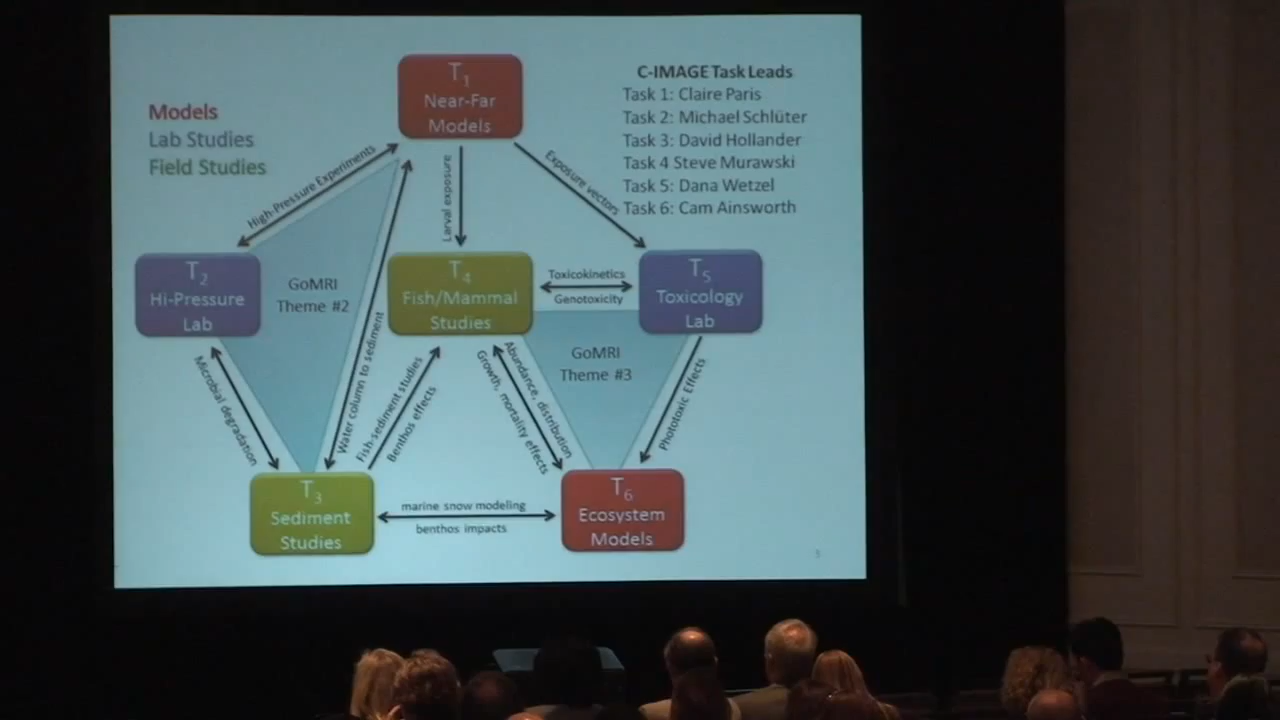 C-IMAGE Task Leads
Task 1: Claire Paris
Task 2: Michael Schlüter
Task 3: David Hollander
Task 4 Steve Murawski
Task 5: Dana Wetzel
Task 6: Cam Ainsworth
Models
Lab Studies
Field Studies
T1
Near-Far
Models
High-Pressure Experiments
Larval exposure
Exposure vectors
T2
Hi-Pressure
Lab
GoMRI
Theme #2
T4
Fish/Mammal
Studies
Toxicokinetics
Genotoxicity
T5
Toxicology
Lab
GoMRI
Theme #3
Microbial degradation
Water column to sediment
Fish-sediment studies
Benthos effects
Abundance, distribution
Growth, mortality effects
Phototoxic Effects
T3
Sediment
Studies
marine snow modeling
benthos impacts
T6
Ecosystem
Models